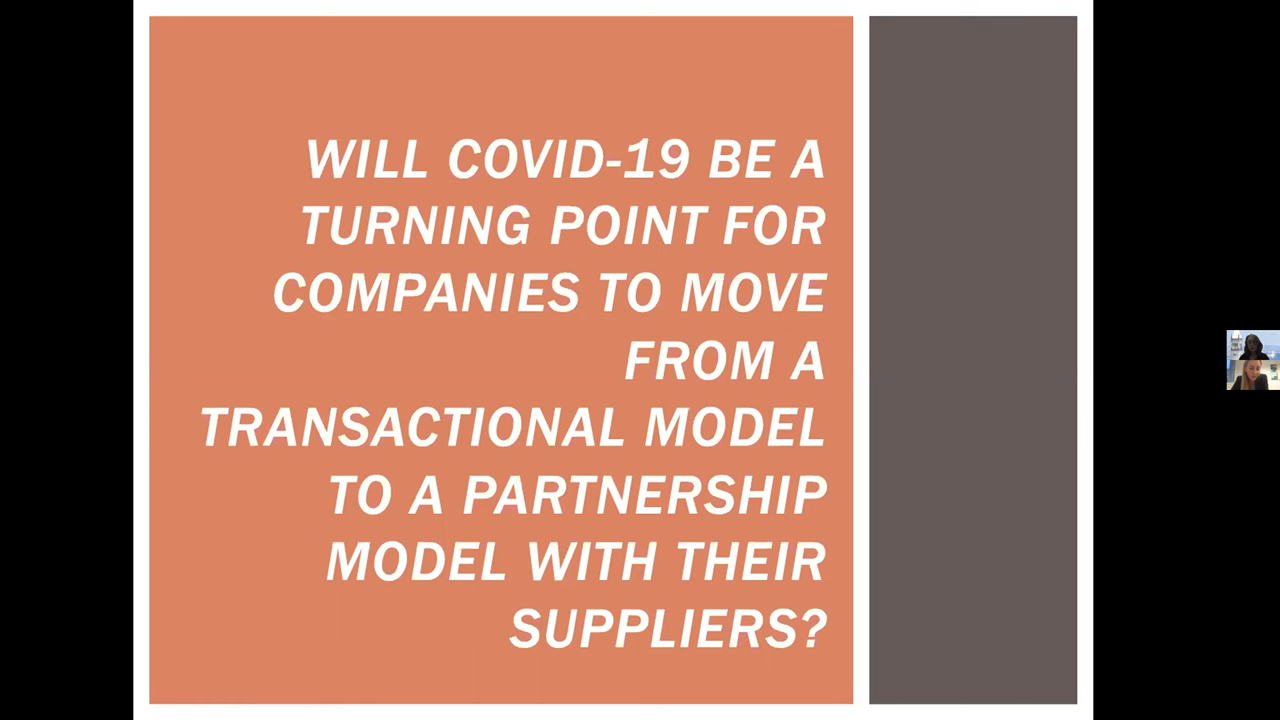 WILL COVID-19 BE A
TURNING POINT FOR
COMPANIES TO MOVE
FROM A
TRANSACTIONAL MODEL
TO A PARTNERSHIP
MODEL WITH THEIR
SUPPLIERS?